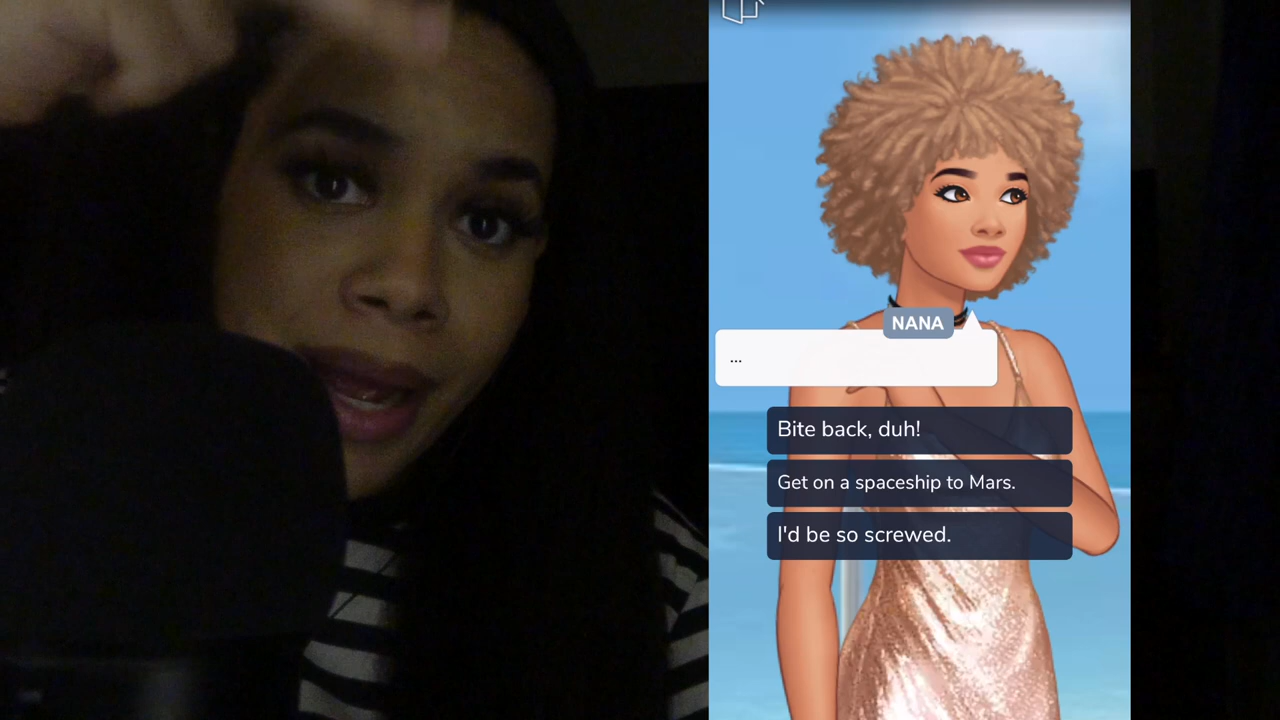 NANA
...
Bite back, duh!
Get on a spaceship to Mars.
I'd be so screwed.